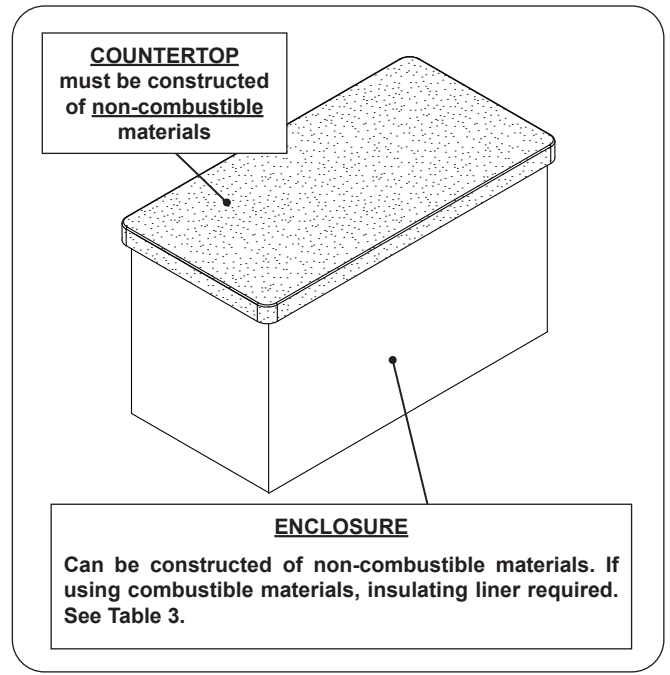 COUNTERTOP
must be constructed
of non-combustible
materials
ENCLOSURE
Can be constructed of non-combustible materials. If
using combustible materials, insulating liner required.
See Table 3.